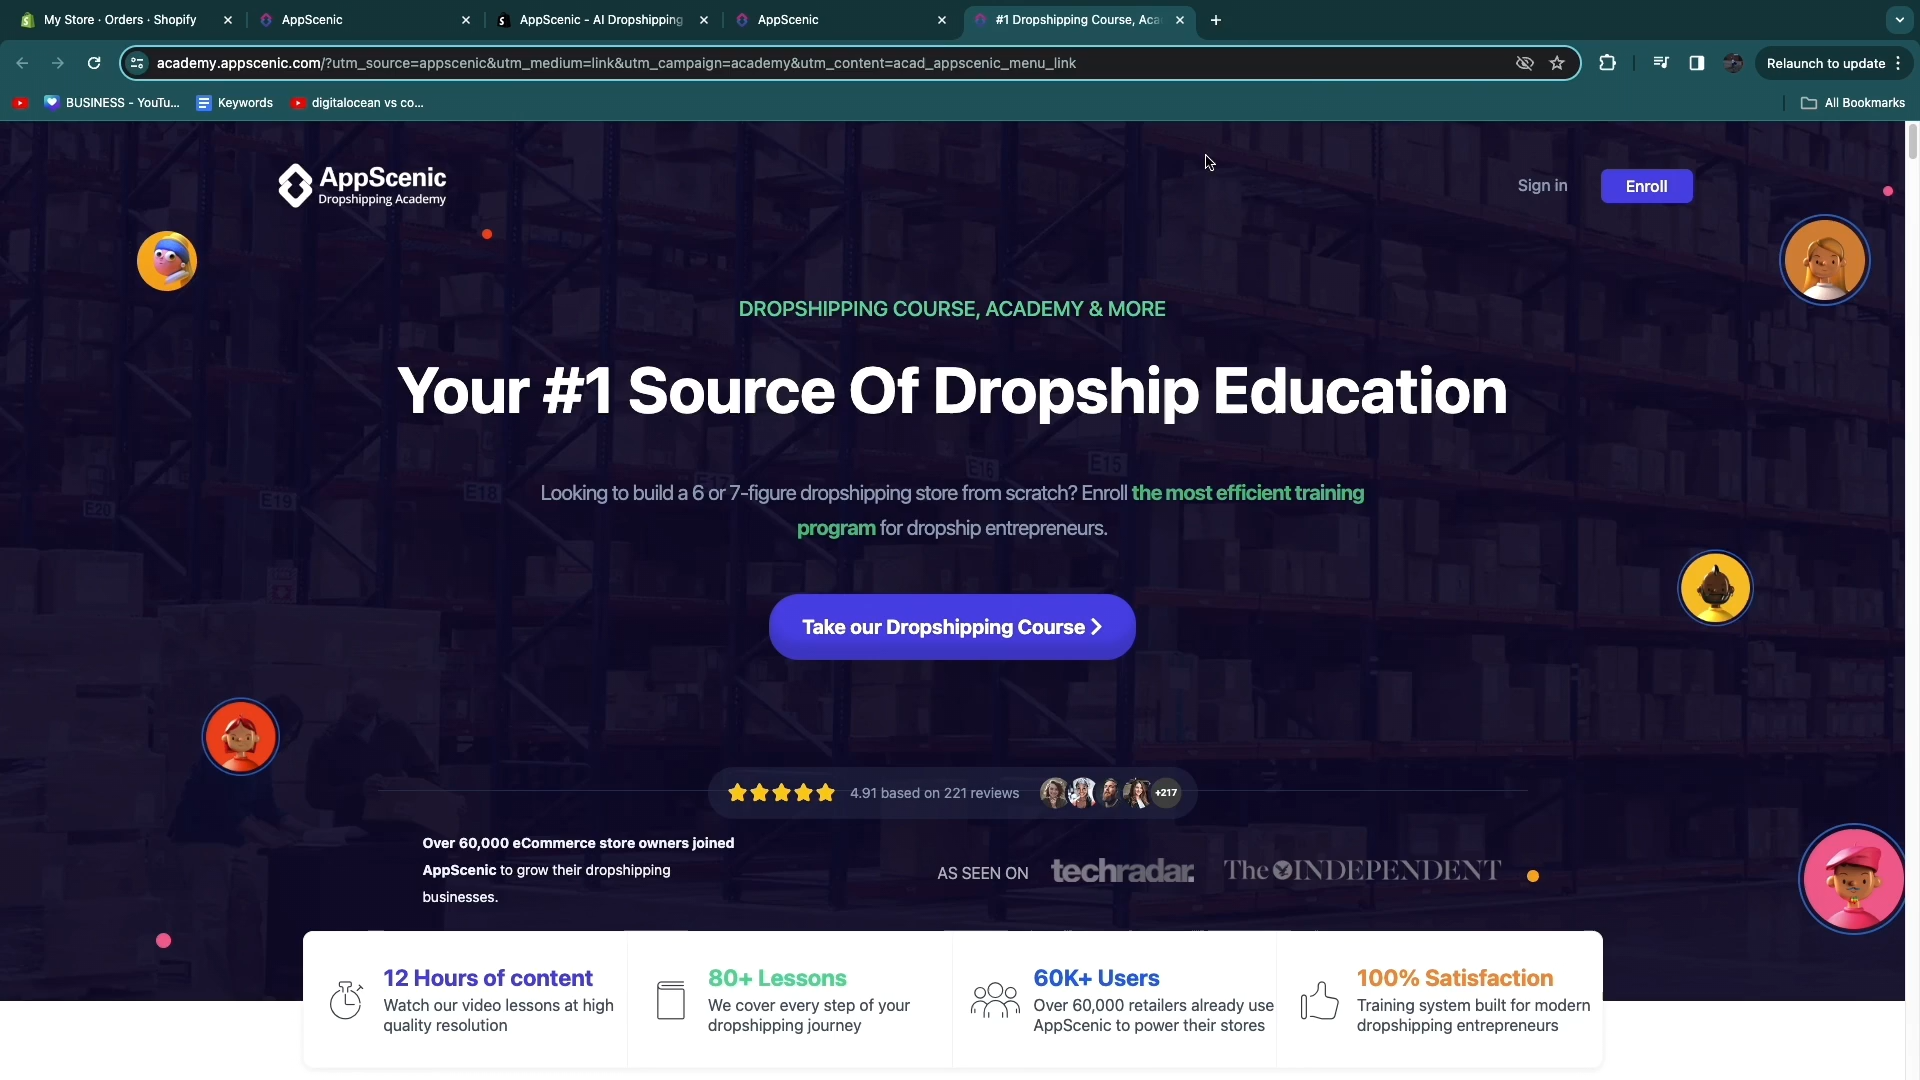 My Store · Orders · Shopify
AppScenic
AppScenic - AI Dropshipping
AppScenic
#1 Dropshipping Course, Aca
academy.appscenic.com/?utm_source=appscenic&utm_medium=link&utm_campaign=academy&utm_content=acad_appscenic_menu_link
Relaunch to update
BUSINESS - YouTu...
Keywords
digitalocean vs co...
All Bookmarks
AppScenic
Dropshipping Academy
Sign in
Enroll
DROPSHIPPING COURSE, ACADEMY & MORE
Your #1 Source Of Dropship Education
E16
E15
E18
E19
E20
Looking to build a 6 or 7-figure dropshipping store from scratch? Enroll the most efficient training
program for dropship entrepreneurs.
Take our Dropshipping Course
4.91 based on 221 reviews
+217
Over 60,000 eCommerce store owners joined
AppScenic to grow their dropshipping
businesses.
AS SEEN ON
techradar.
The INDEPENDENT
12 Hours of content
Watch our video lessons at high
quality resolution
80+ Lessons
We cover every step of your
dropshipping journey
60K+ Users
Over 60,000 retailers already use
AppScenic to power their stores
100% Satisfaction
Training system built for modern
dropshipping entrepreneurs